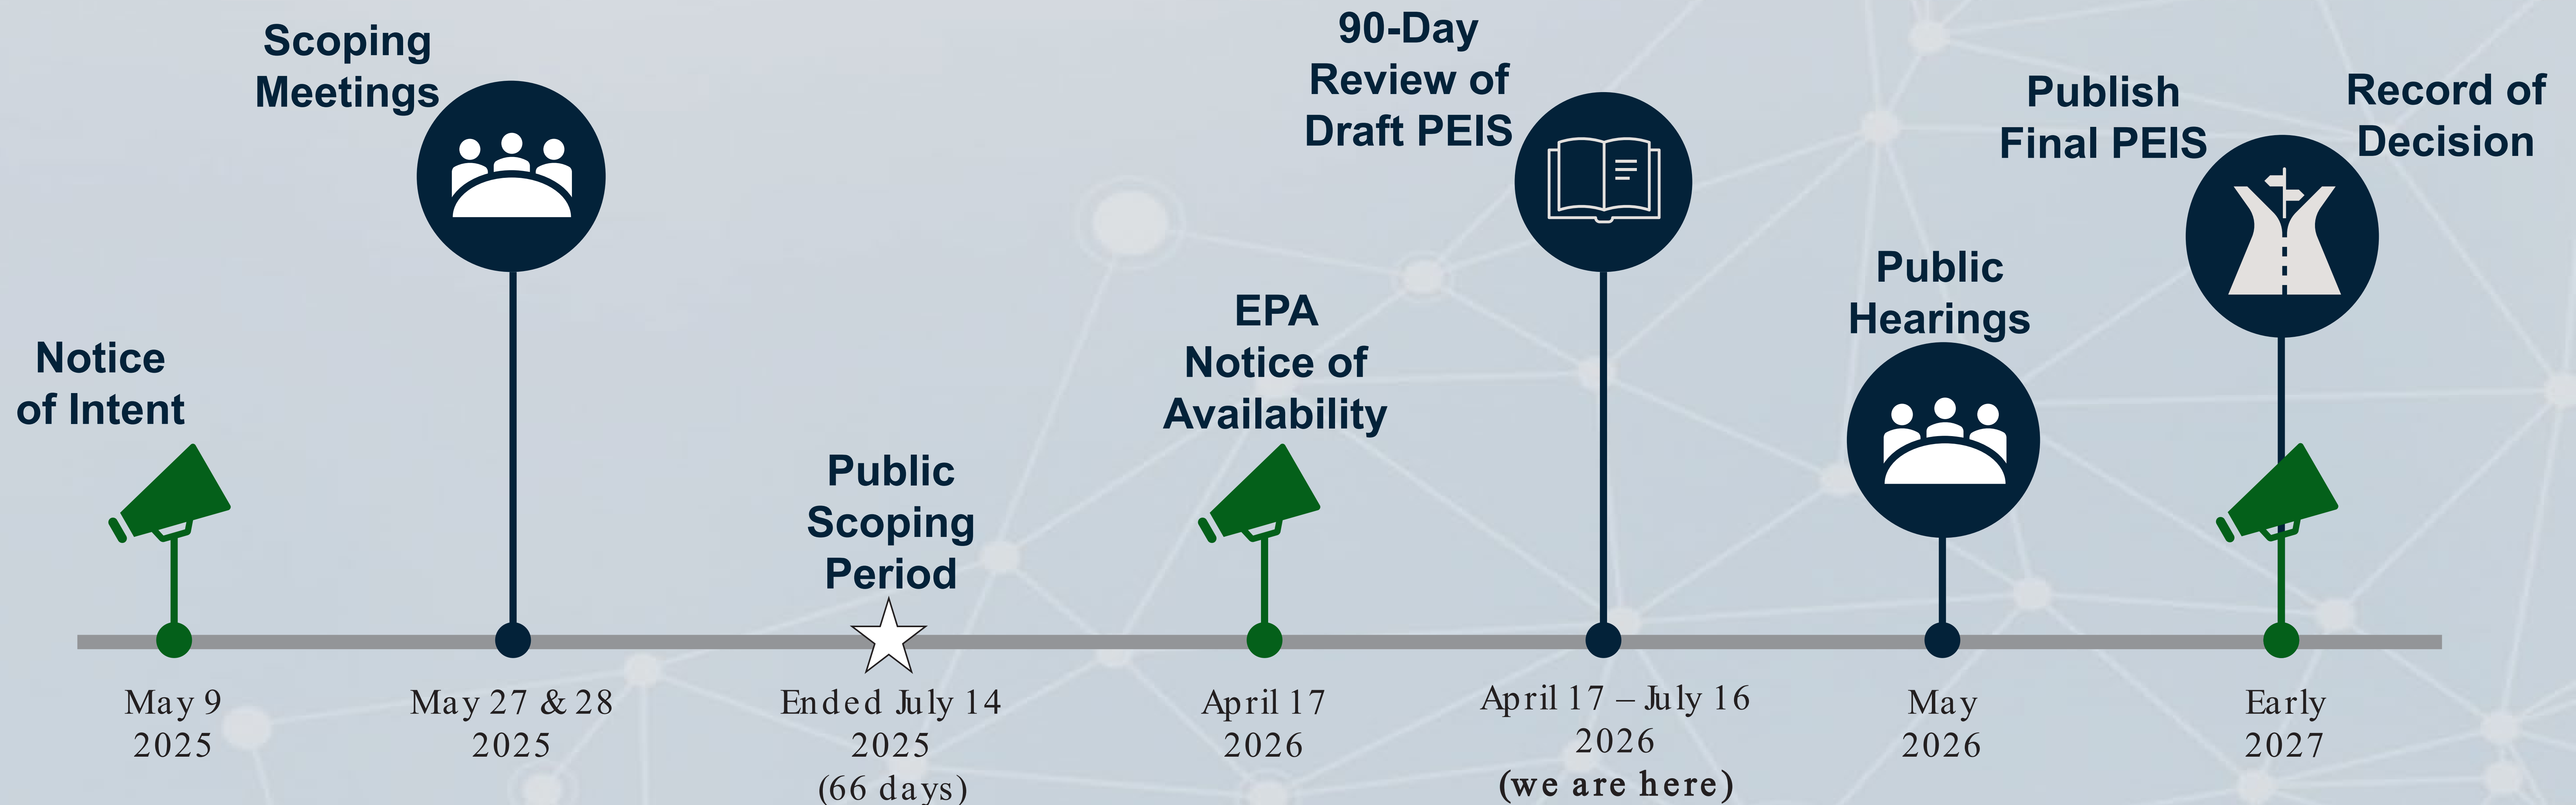 Notice
of Intent
May 9
2025
Scoping
Meetings
May 27 & 28
2025
Public
Scoping
Period
Ended July 14
2025
(66 days)
EPA
Notice of
Availability
April 17
2026
90-Day
Review of
Draft PEIS
April 17 – July 16
2026
(we are here)
Public
Hearings
May
2026
Publish
Final PEIS
Record of
Decision
Early
2027